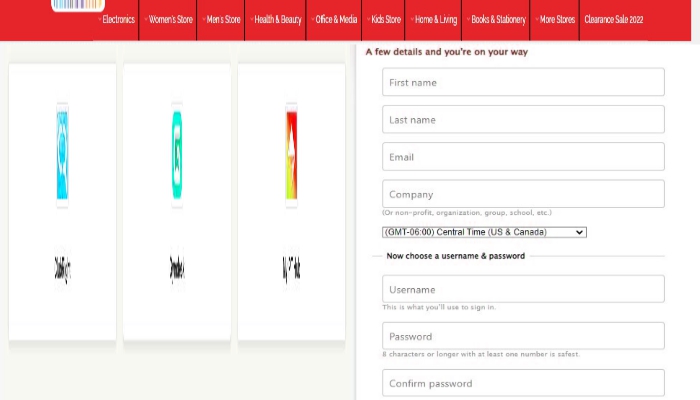 Electronics Women's Store Men's Store Health & Beauty Office & Media Kids Store Home & Living Books & Stationery More Stores Clearance Sale 2022
A few details and you're on your way
First name
Last name
Email
Company
(Or non-profit, organization, group, school, etc.)
(GMT-06:00) Central Time (US & Canada)
Now choose a username & password
Username
This is what you'll use to sign in.
Password
8 characters or longer with at least one number is safest.
Confirm password